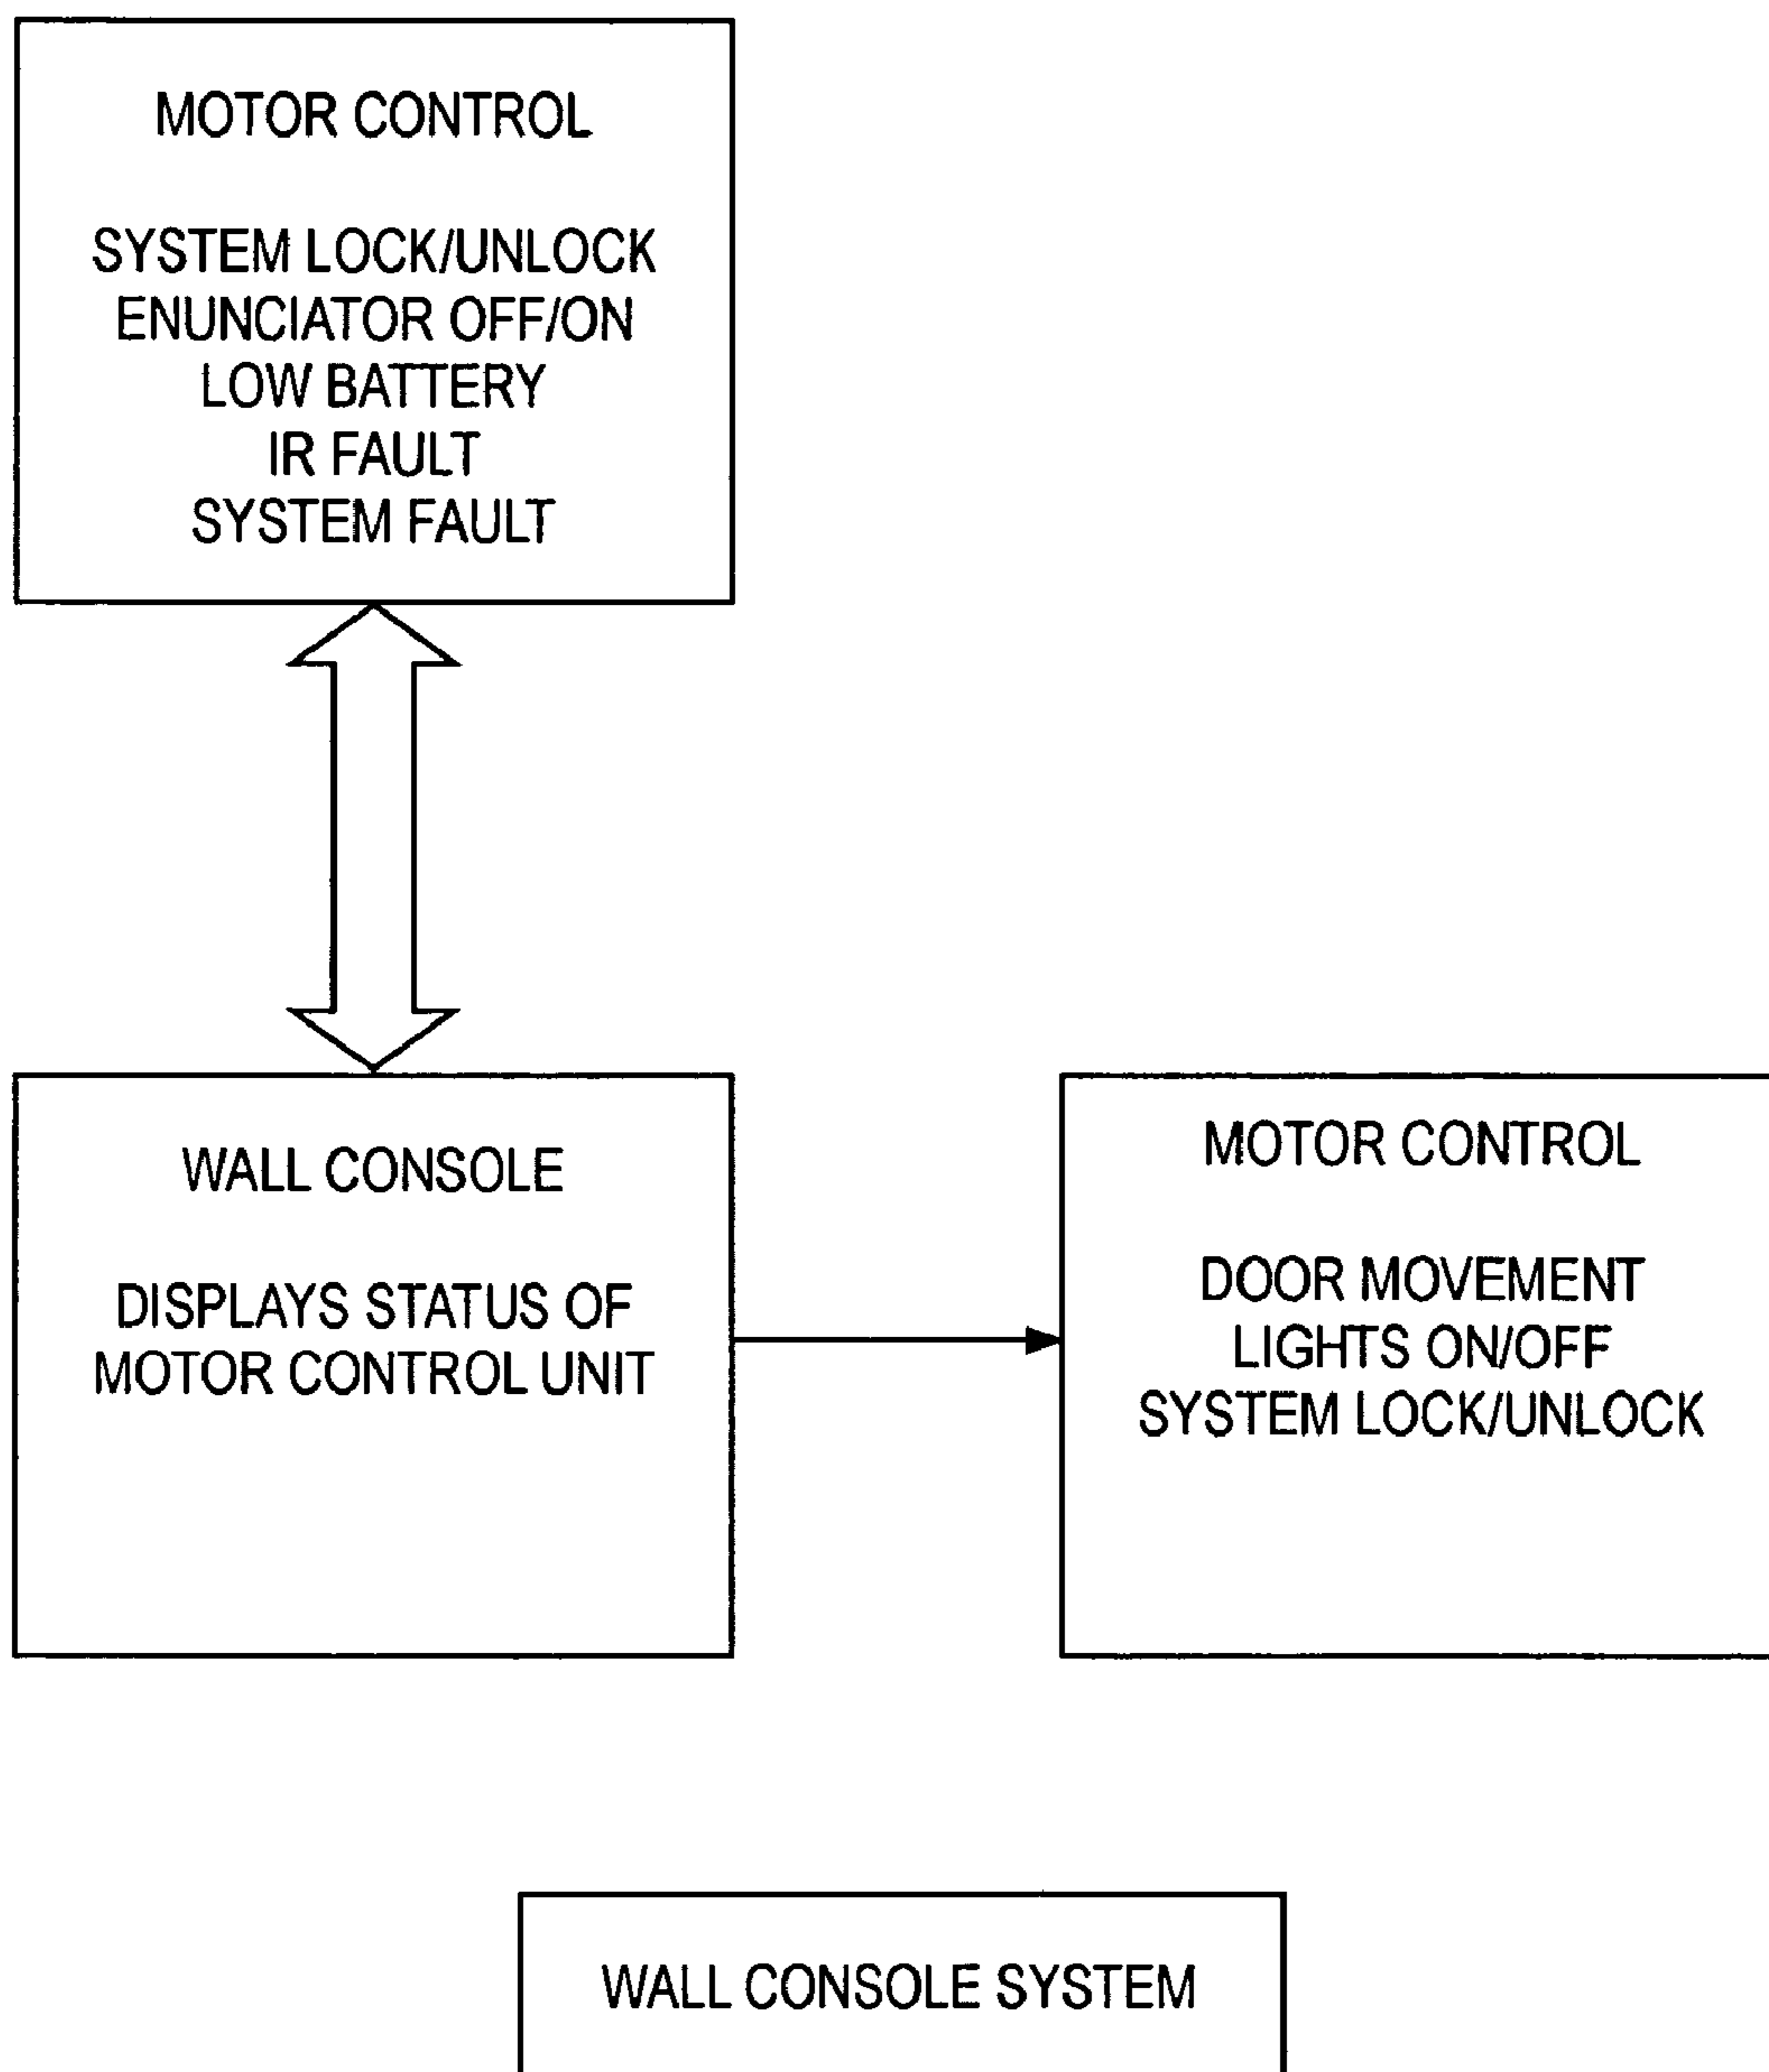 MOTOR CONTROL
SYSTEM LOCK/UNLOCK
ENUNCIATOR OFF/ON
LOW BATTERY
IR FAULT
SYSTEM FAULT
WALL CONSOLE
DISPLAYS STATUS OF
MOTOR CONTROL UNIT
MOTOR CONTROL
DOOR MOVEMENT
LIGHTS ON/OFF
SYSTEM LOCK/UNLOCK
WALL CONSOLE SYSTEM